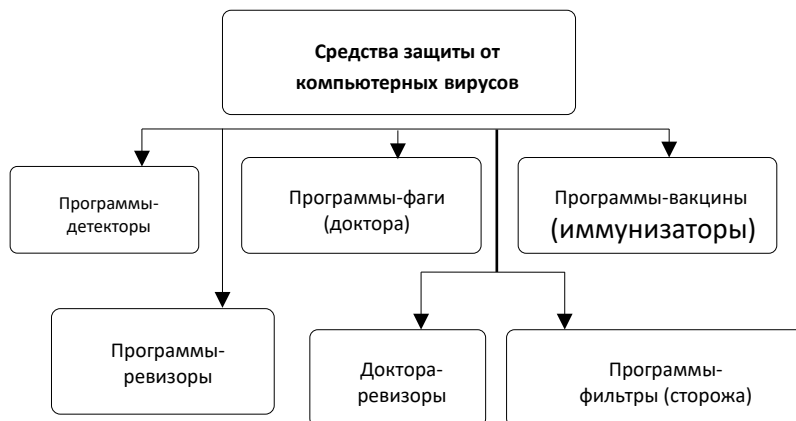 Средства защиты от
компьютерных вирусов
Программы-
детекторы
Программы-фаги
(доктора)
Программы-вакцины
(иммунизаторы)
Программы-
ревизоры
Доктора-
ревизоры
Программы-
фильтры (сторожа)